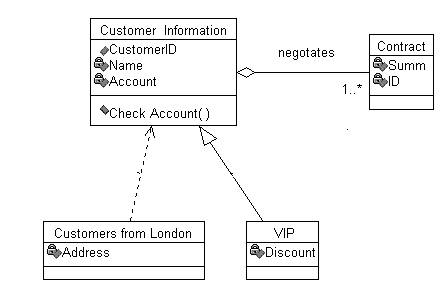 Customer Information
CustomerID
Name
Account
Check Account( )
negotates
1..*
Contract
Summ
ID
Customers from London
Address
VIP
Discount